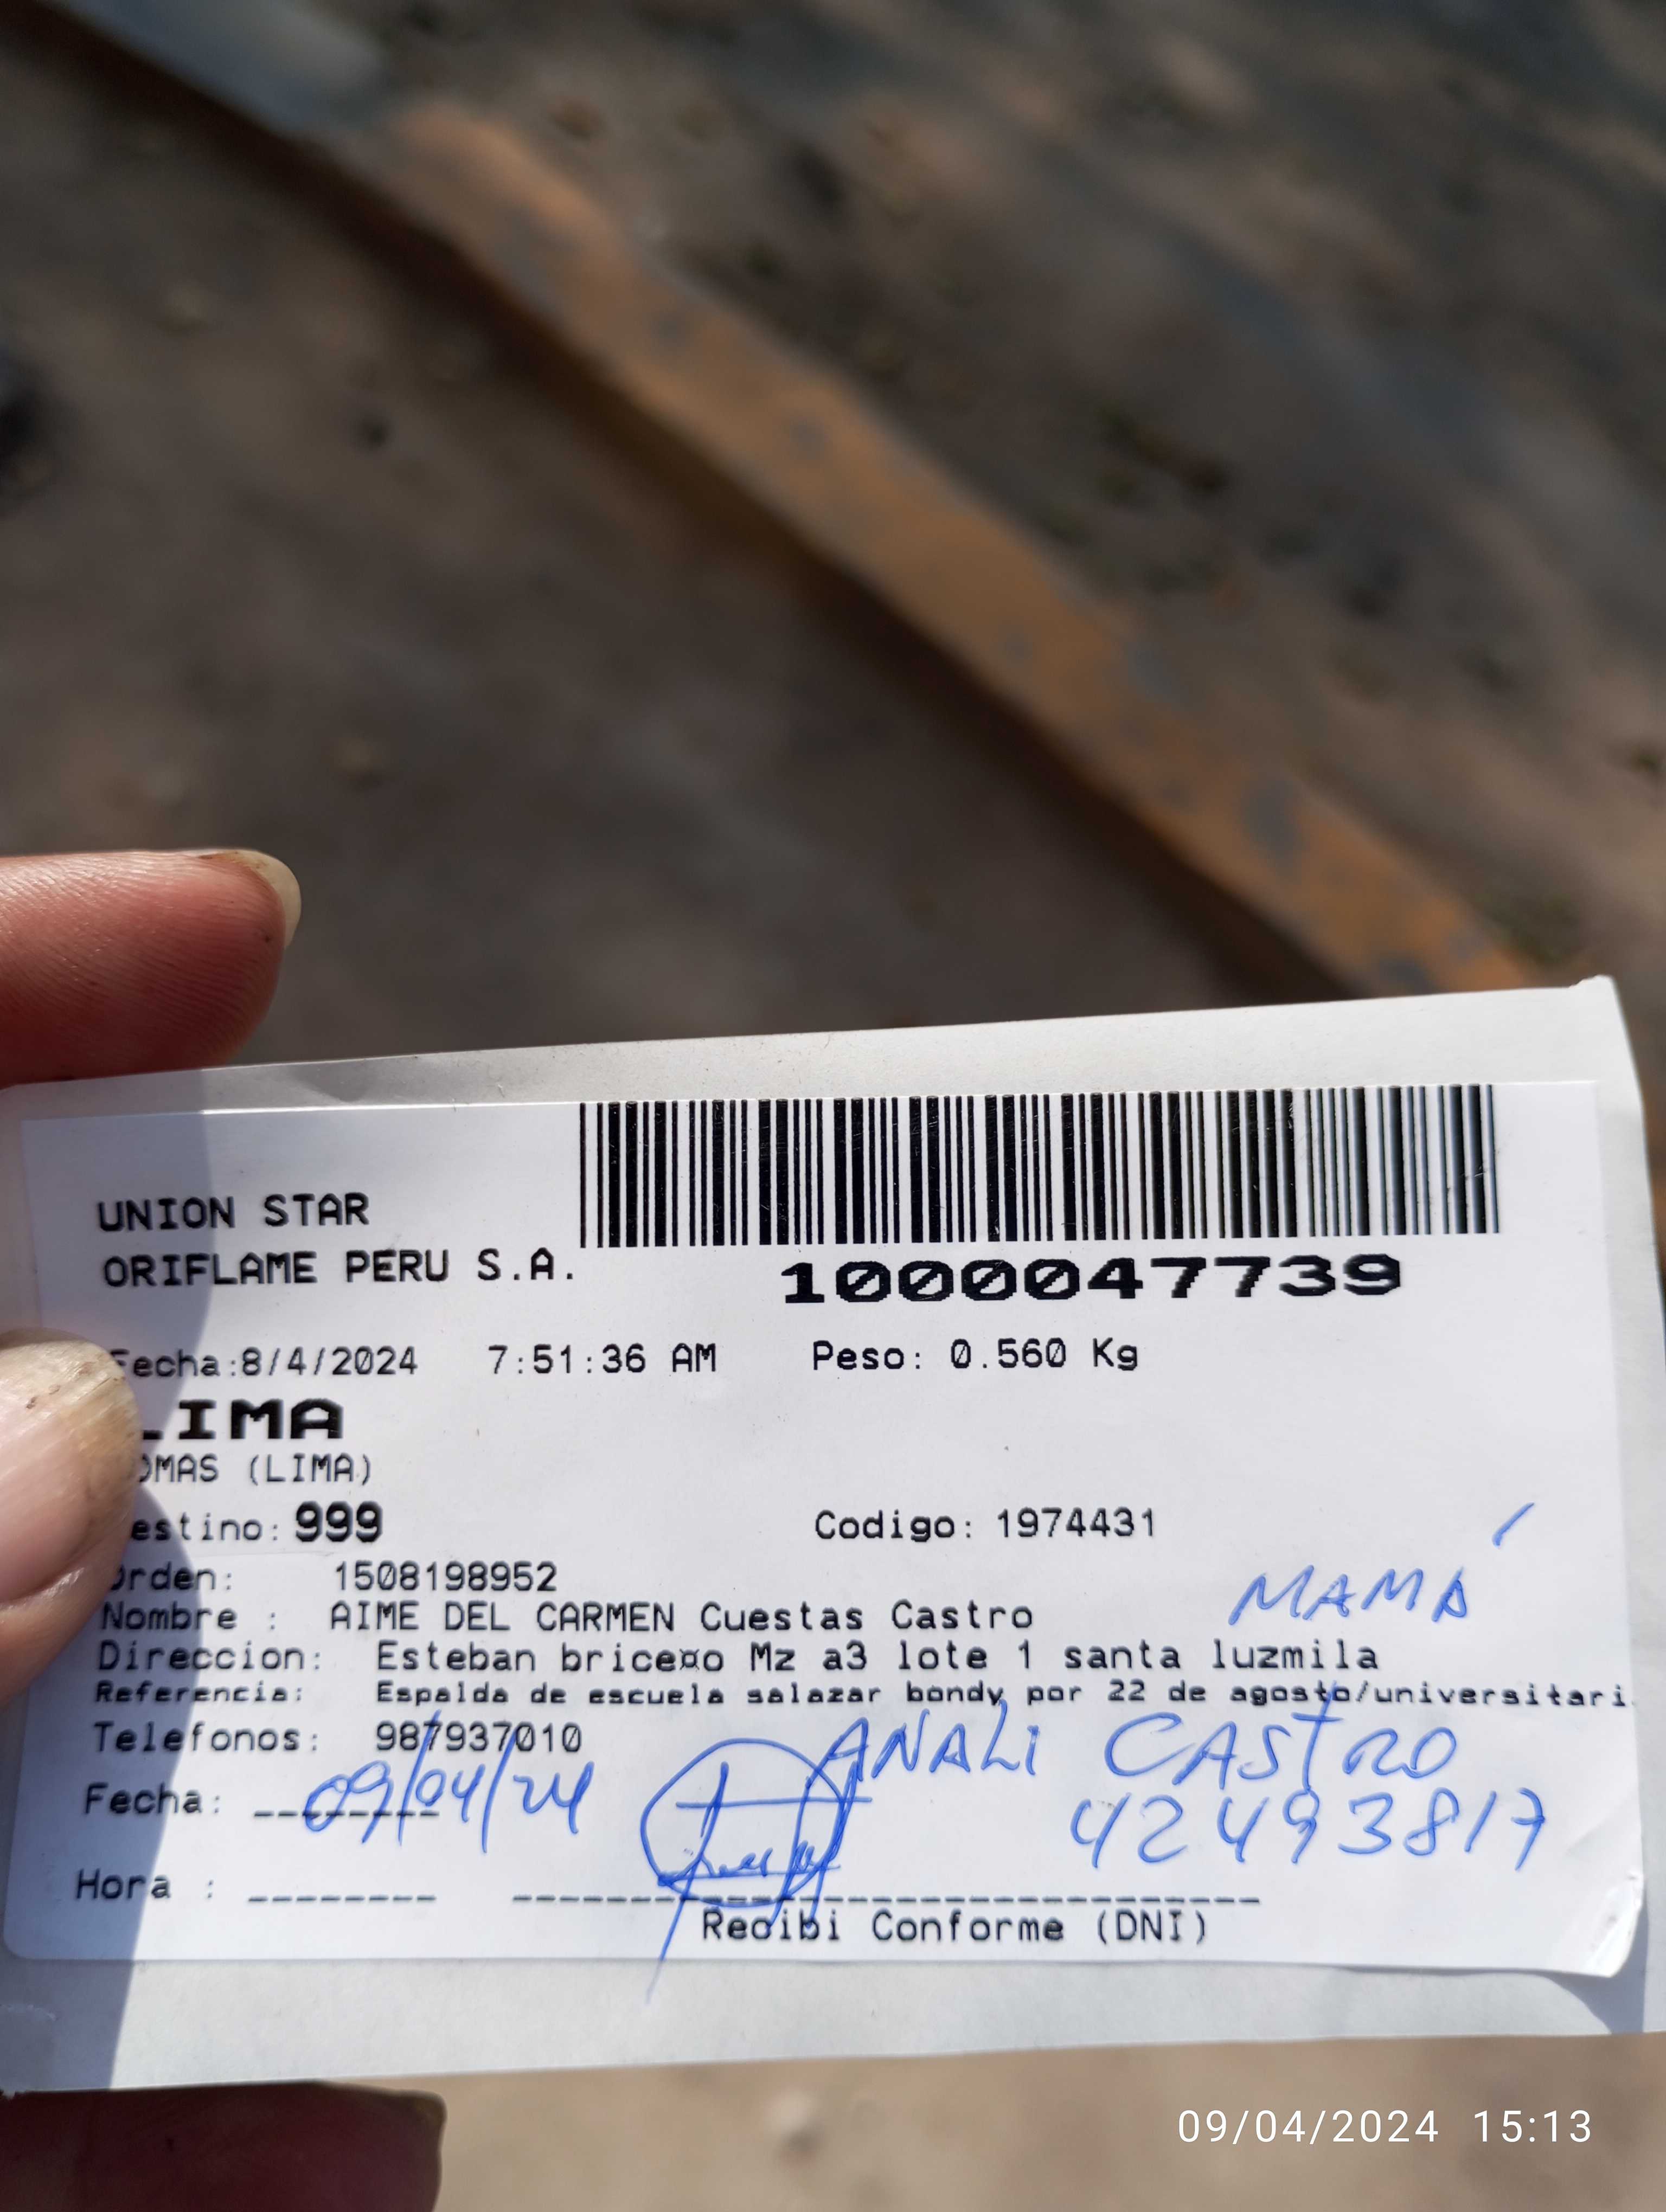 UNION STAR
ORIFLAME PERU S.A.
1000047739
Fecha:8/4/2024 7:51:36 AM Peso: 0.560 Kg
LIMA
OMAS (LIMA)
estino: 999 Codigo: 1974431
Orden: 1508198952
MAMÁ
Nombre : AIME DEL CARMEN Cuestas Castro
Direccion: Esteban brice¤o Mz a3 lote 1 santa luzmila
Referencia: Espalda de escuela salazar bondy por 22 de agosto/universitari
Telefonos: 987937010
ANALI CASTRO
Fecha: 09/04/24
42493817
Hora :
Recibi Conforme (DNI)
09/04/2024 15:13